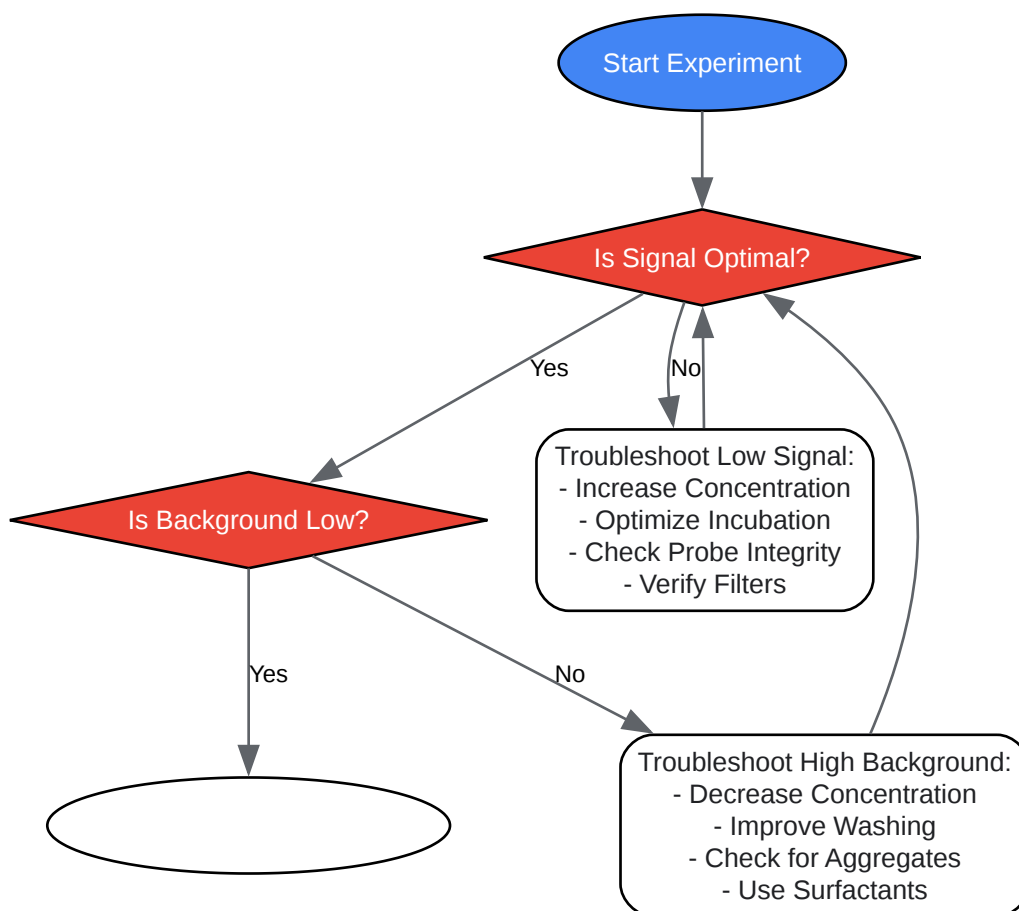 Start Experiment
Is Signal Optimal?
Yes
No
Troubleshoot Low Signal:
- Increase Concentration
- Optimize Incubation
- Check Probe Integrity
- Verify Filters
Is Background Low?
Yes
No
Troubleshoot High Background:
- Decrease Concentration
- Improve Washing
- Check for Aggregates
- Use Surfactants